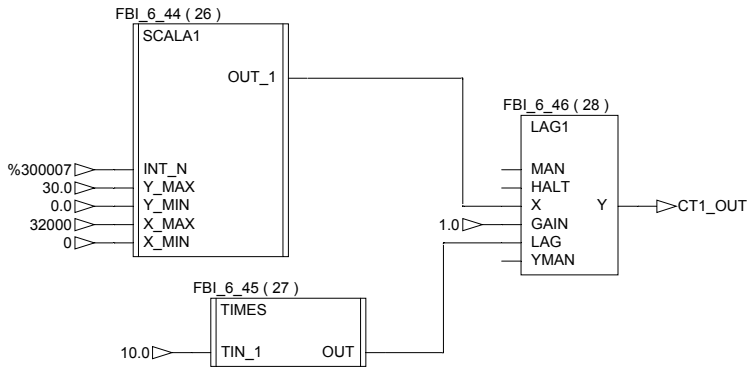 FBI_6_44 ( 26 )
SCALA1
OUT_1
%300007 INT_N
30.0 Y_MAX
0.0 Y_MIN
32000 X_MAX
0 X_MIN
FBI_6_46 ( 28 )
LAG1
MAN
HALT
X Y CT1_OUT
1.0 GAIN
LAG
YMAN
FBI_6_45 ( 27 )
TIMES
10.0 TIN_1 OUT